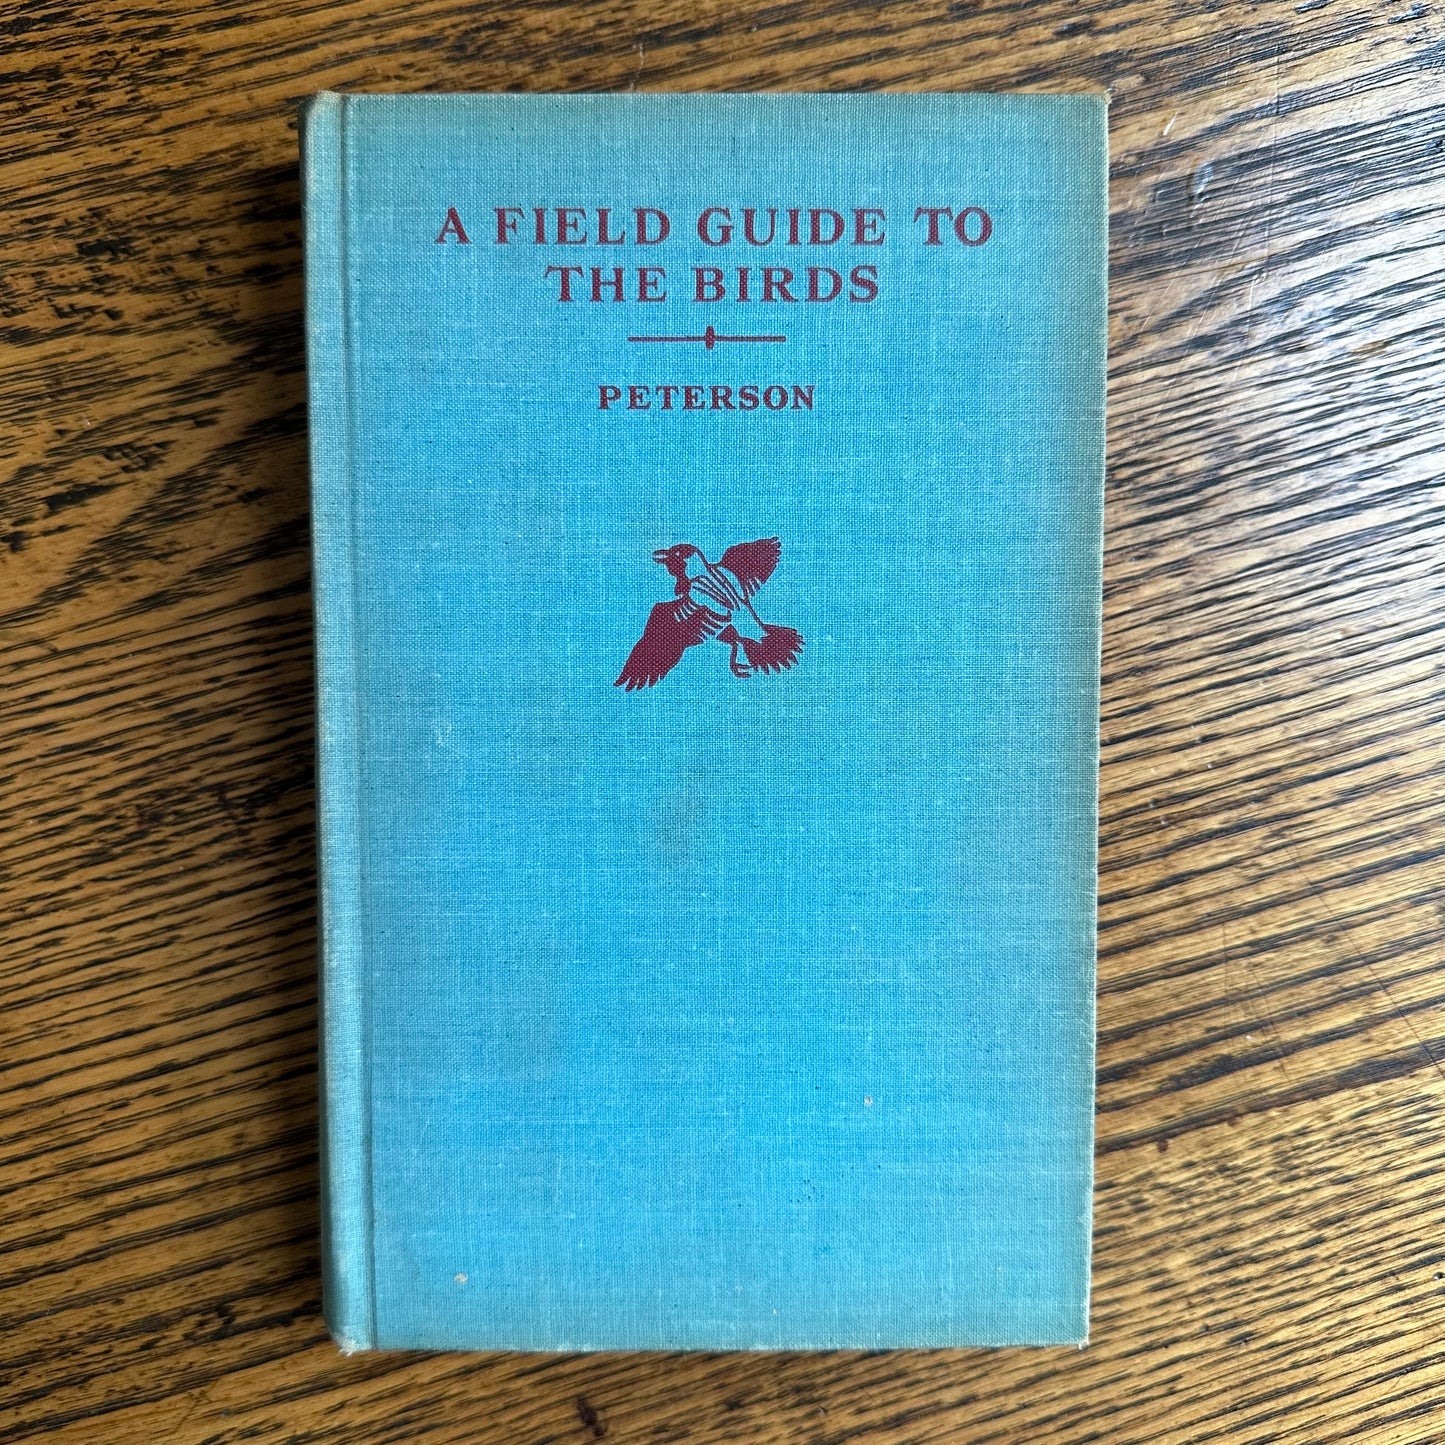 A FIELD GUIDE TO
THE BIRDS
PETERSON